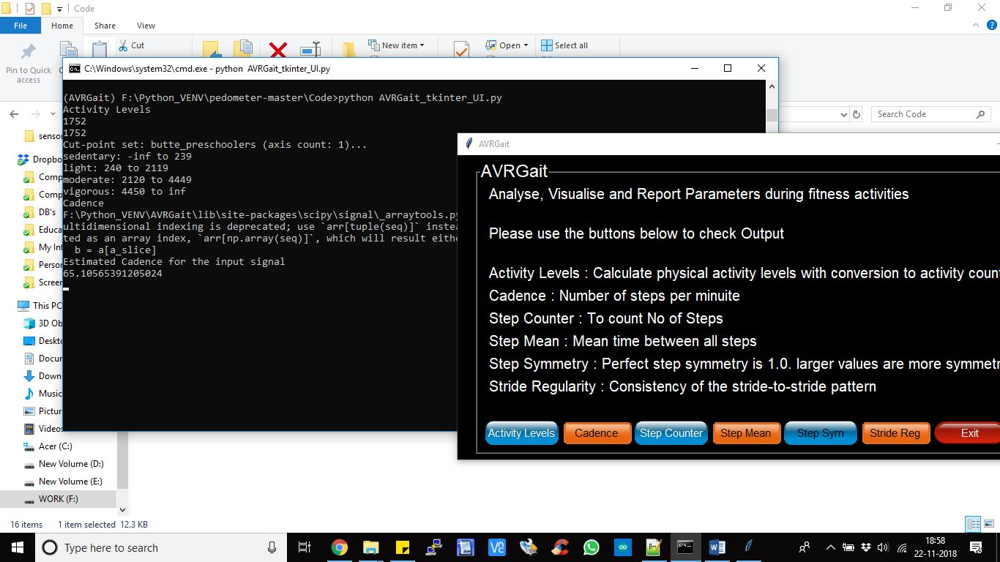 Code
File Home Share View
Cut
New item
Open
Select all
Pin to Quick
access
C:\Windows\system32\cmd.exe - python AVRGait_tkinter_UI.py
(AVRGait) F:\Python_VENV\pedometer-master\Code>python AVRGait_tkinter_UI.py
Activity Levels
1752
1752
Cut-point set: butte_preschoolers (axis count: 1)...
sedentary: -inf to 239
light: 240 to 2119
moderate: 2120 to 4449
vigorous: 4450 to inf
Cadence
F:\Python_VENV\AVRGait\lib\site-packages\scipy\signal\_arraytools.py
ultidimensional indexing is deprecated; use `arr[tuple(seq)]` inste
ted as an array index, `arr[np.array(seq)]`, which will result eithe
b = a[a_slice]
Estimated Cadence for the input signal
65.10565391205024
Search Code
senso
Dropbo
Comp
Comp
DB's
Educa
My In
Perso
Scree
This PC
3D Ob
Deskto
Docum
Down
Music
Pictur
Videos
Acer (C:)
New Volume (D:)
New Volume (E:)
WORK (F:)
16 items 1 item selected 12.3 KB
AVRGait
AVRGait
Analyse, Visualise and Report Parameters during fitness activities
Please use the buttons below to check Output
Activity Levels : Calculate physical activity levels with conversion to activity count
Cadence : Number of steps per minuite
Step Counter : To count No of Steps
Step Mean : Mean time between all steps
Step Symmetry : Perfect step symmetry is 1.0. larger values are more symmetr
Stride Regularity : Consistency of the stride-to-stride pattern
Activity Levels Cadence Step Counter Step Mean Step Sym Stride Reg Exit
Type here to search
18:58
22-11-2018